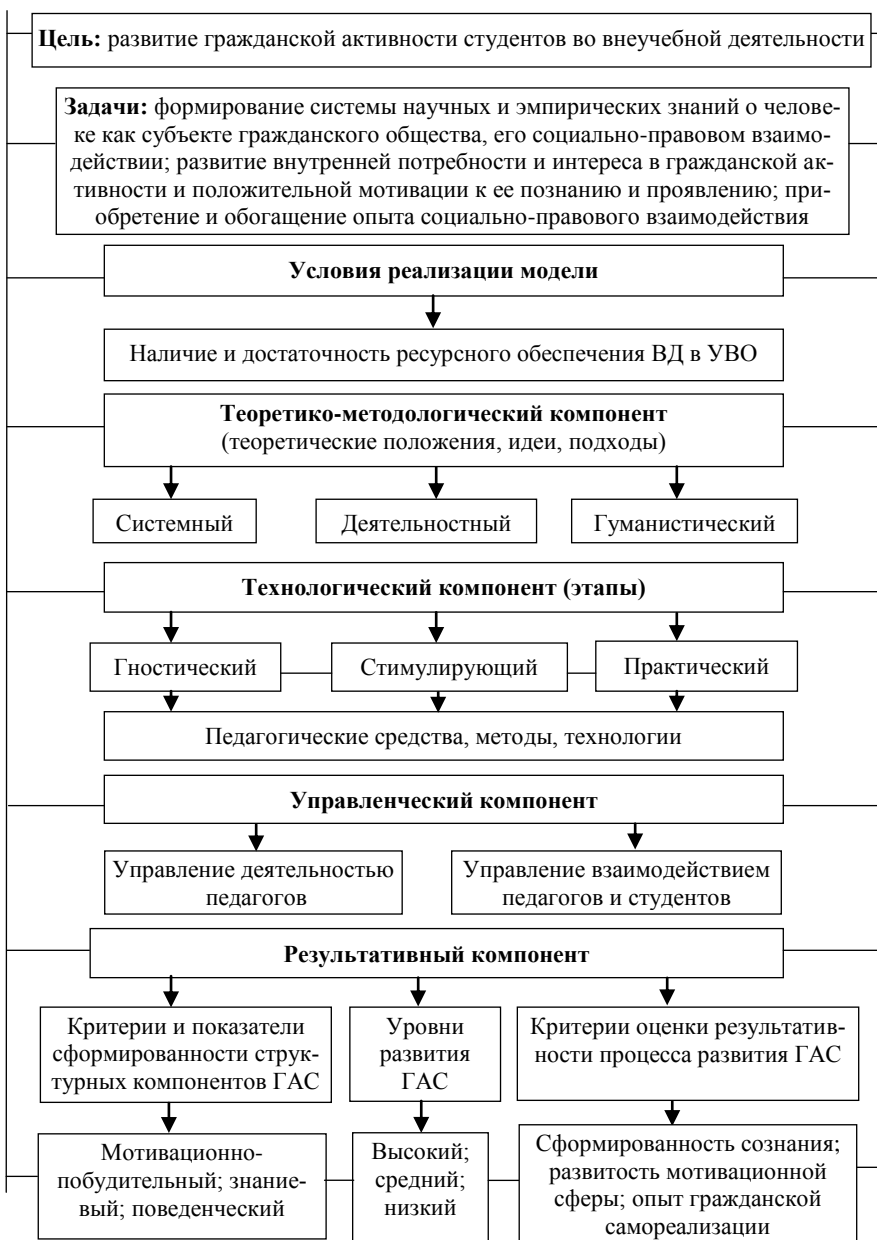 Цель: развитие гражданской активности студентов во внеучебной деятельности
Задачи: формирование системы научных и эмпирических знаний о челове-
ке как субъекте гражданского общества, его социально-правовом взаимо-
действии; развитие внутренней потребности и интереса в гражданской ак-
тивности и положительной мотивации к ее познанию и проявлению; при-
обретение и обогащение опыта социально-правового взаимодействия
Условия реализации модели
Наличие и достаточность ресурсного обеспечения ВД в УВО
Теоретико-методологический компонент
(теоретические положения, идеи, подходы)
Системный
Деятельностный
Гуманистический
Технологический компонент (этапы)
Гностический
Стимулирующий
Практический
Педагогические средства, методы, технологии
Управленческий компонент
Управление деятельностью
педагогов
Управление взаимодействием
педагогов и студентов
Результативный компонент
Критерии и показатели
сформированности струк-
турных компонентов ГАС
Уровни
развития
ГАС
Критерии оценки результатив-
ности процесса развития ГАС
Мотивационно-
побудительный; знание-
вый; поведенческий
Высокий;
средний;
низкий
Сформированность сознания;
развитость мотивационной
сферы; опыт гражданской
самореализации